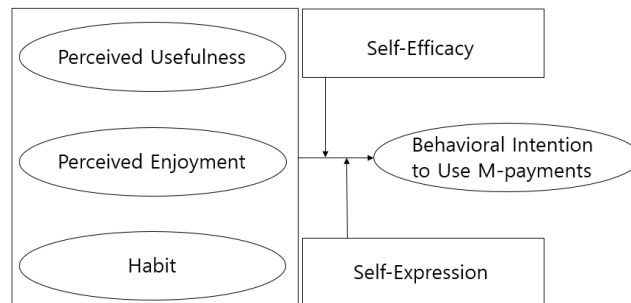 Perceived Usefulness
Self-Efficacy
Perceived Enjoyment
Behavioral Intention
to Use M-payments
Habit
Self-Expression